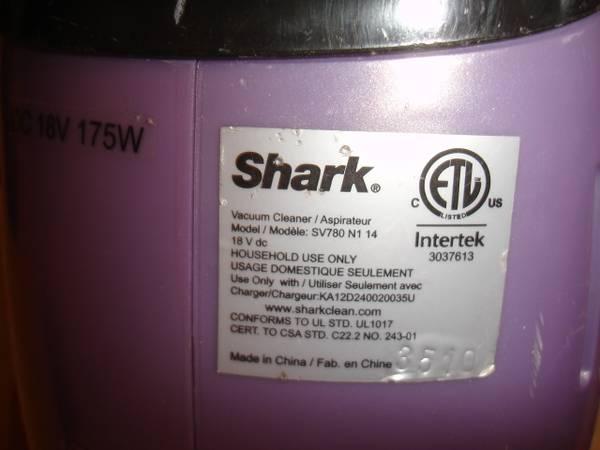 DC 18V 175W
Shark®
Vacuum Cleaner / Aspirateur
Model / Modèle: SV780 N1 14
18 V dc
HOUSEHOLD USE ONLY
USAGE DOMESTIQUE SEULEMENT
Use Only with / Utiliser Seulement avec
Charger/Chargeur:KA12D240020035U
www.sharkclean.com
CONFORMS TO UL STD. UL1017
CERT. TO CSA STD. C22.2 NO. 243-01
Made in China / Fab. en Chine
3510
ETL
C US
LISTED
Intertek
3037613